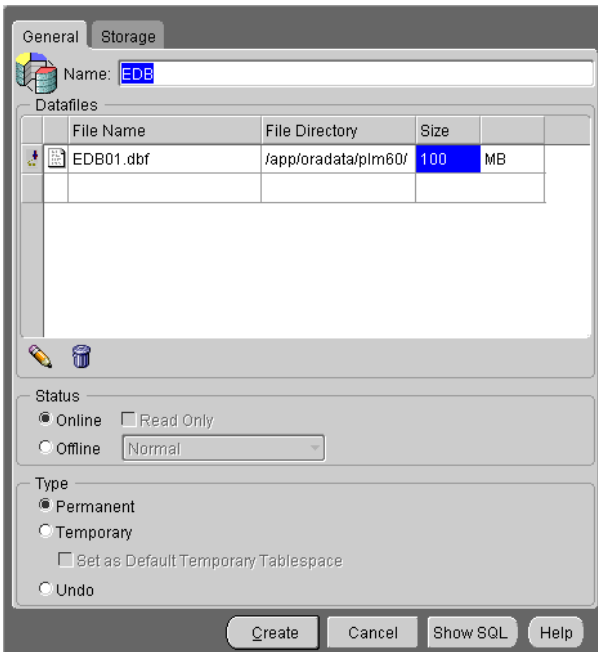 General Storage
Name: EDB
Datafiles
File Name File Directory Size
EDB01.dbf /app/oradata/plm60/ 100 MB
Status
Online Read Only
Offline Normal
Type
Permanent
Temporary
Set as Default Temporary Tablespace
Undo
Create Cancel Show SQL Help